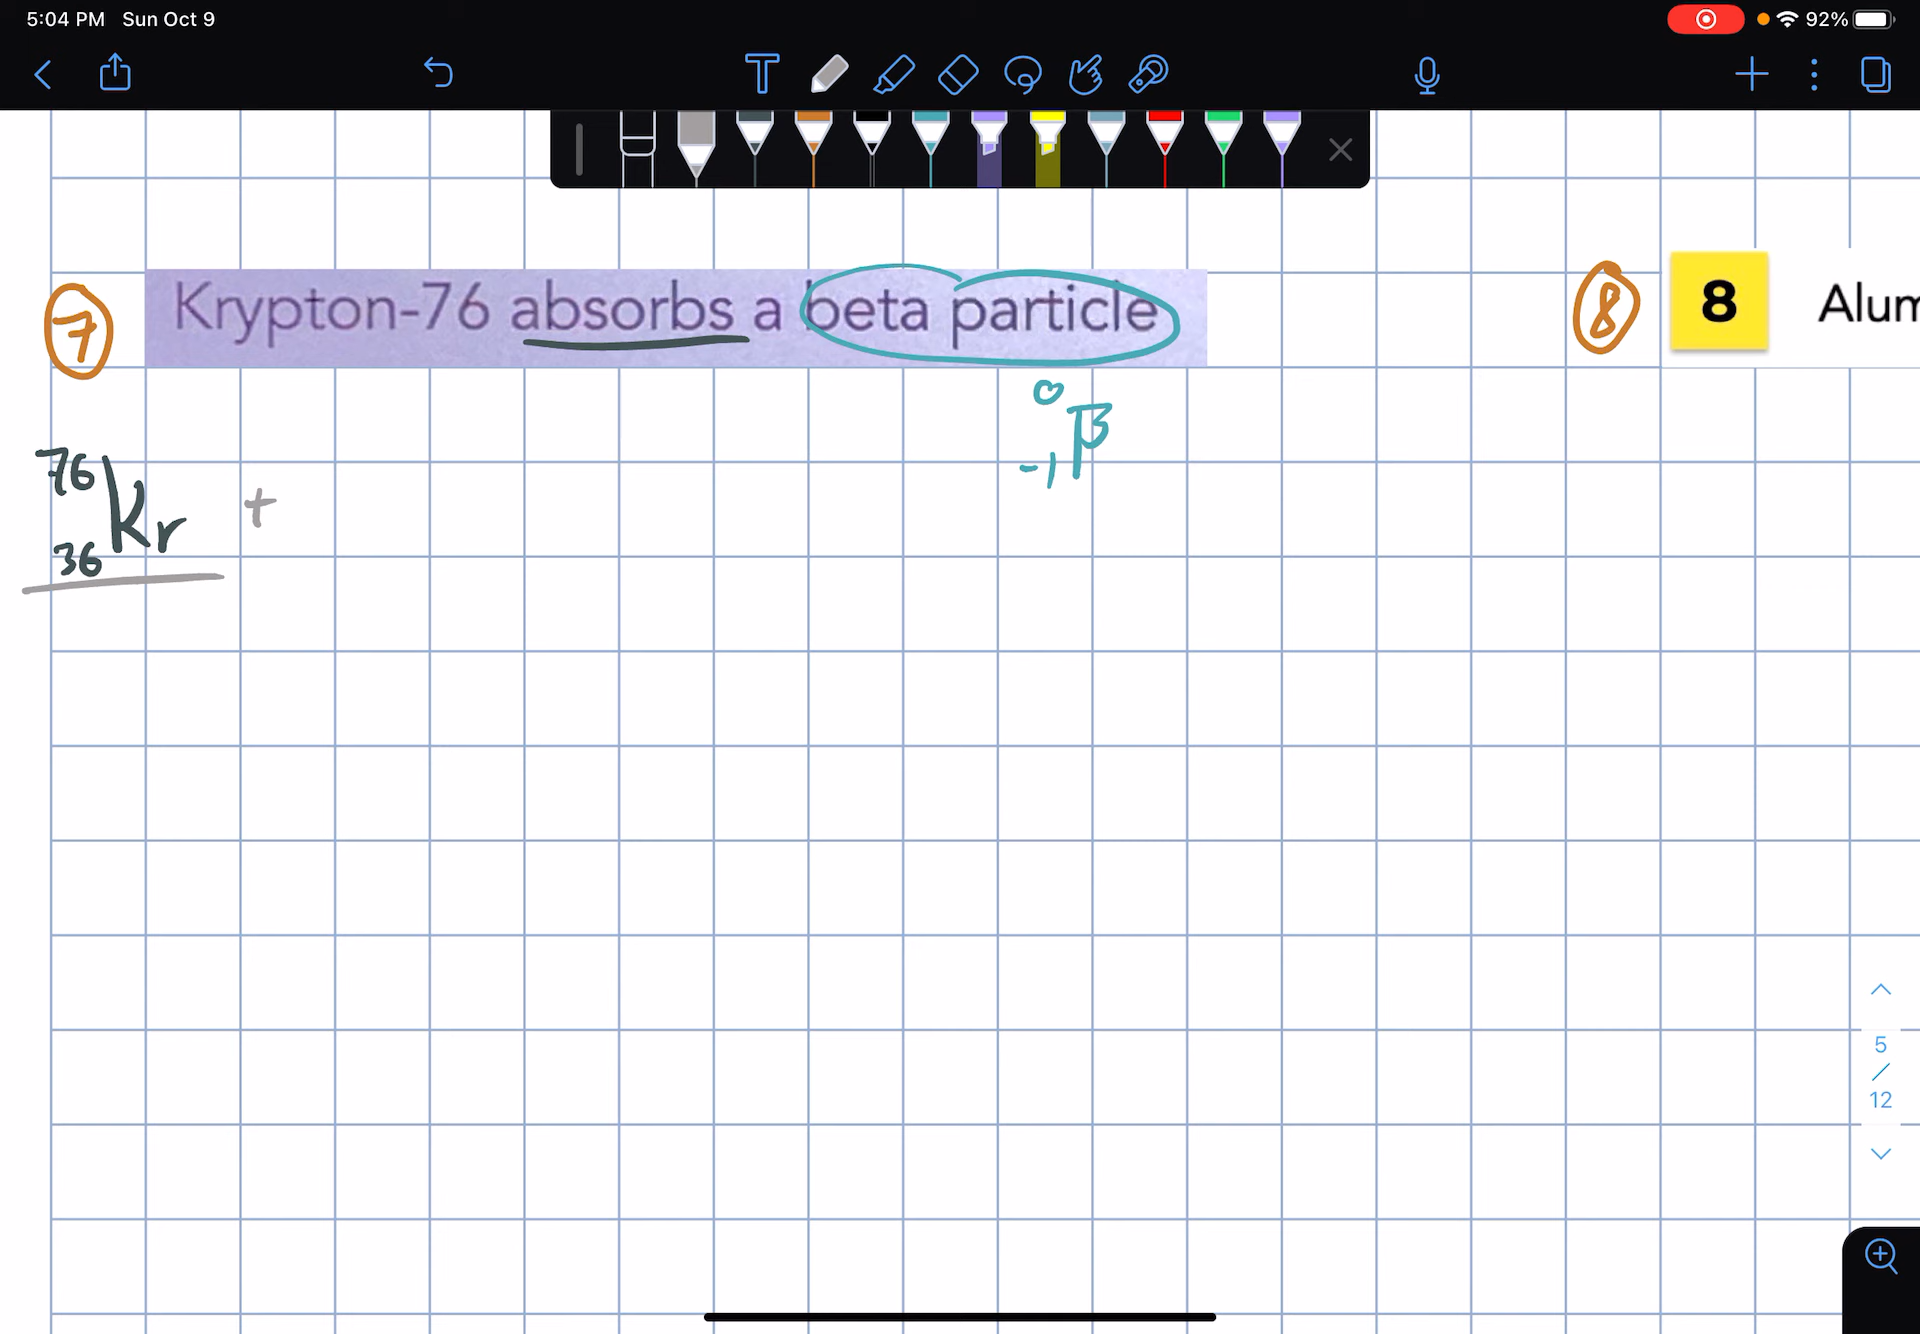 5:04 PM Sun Oct 9
92%
T
7 Krypton-76 absorbs a beta particle
8 8 Alum
0
-1 β
76
36 Kr +
5
/
12